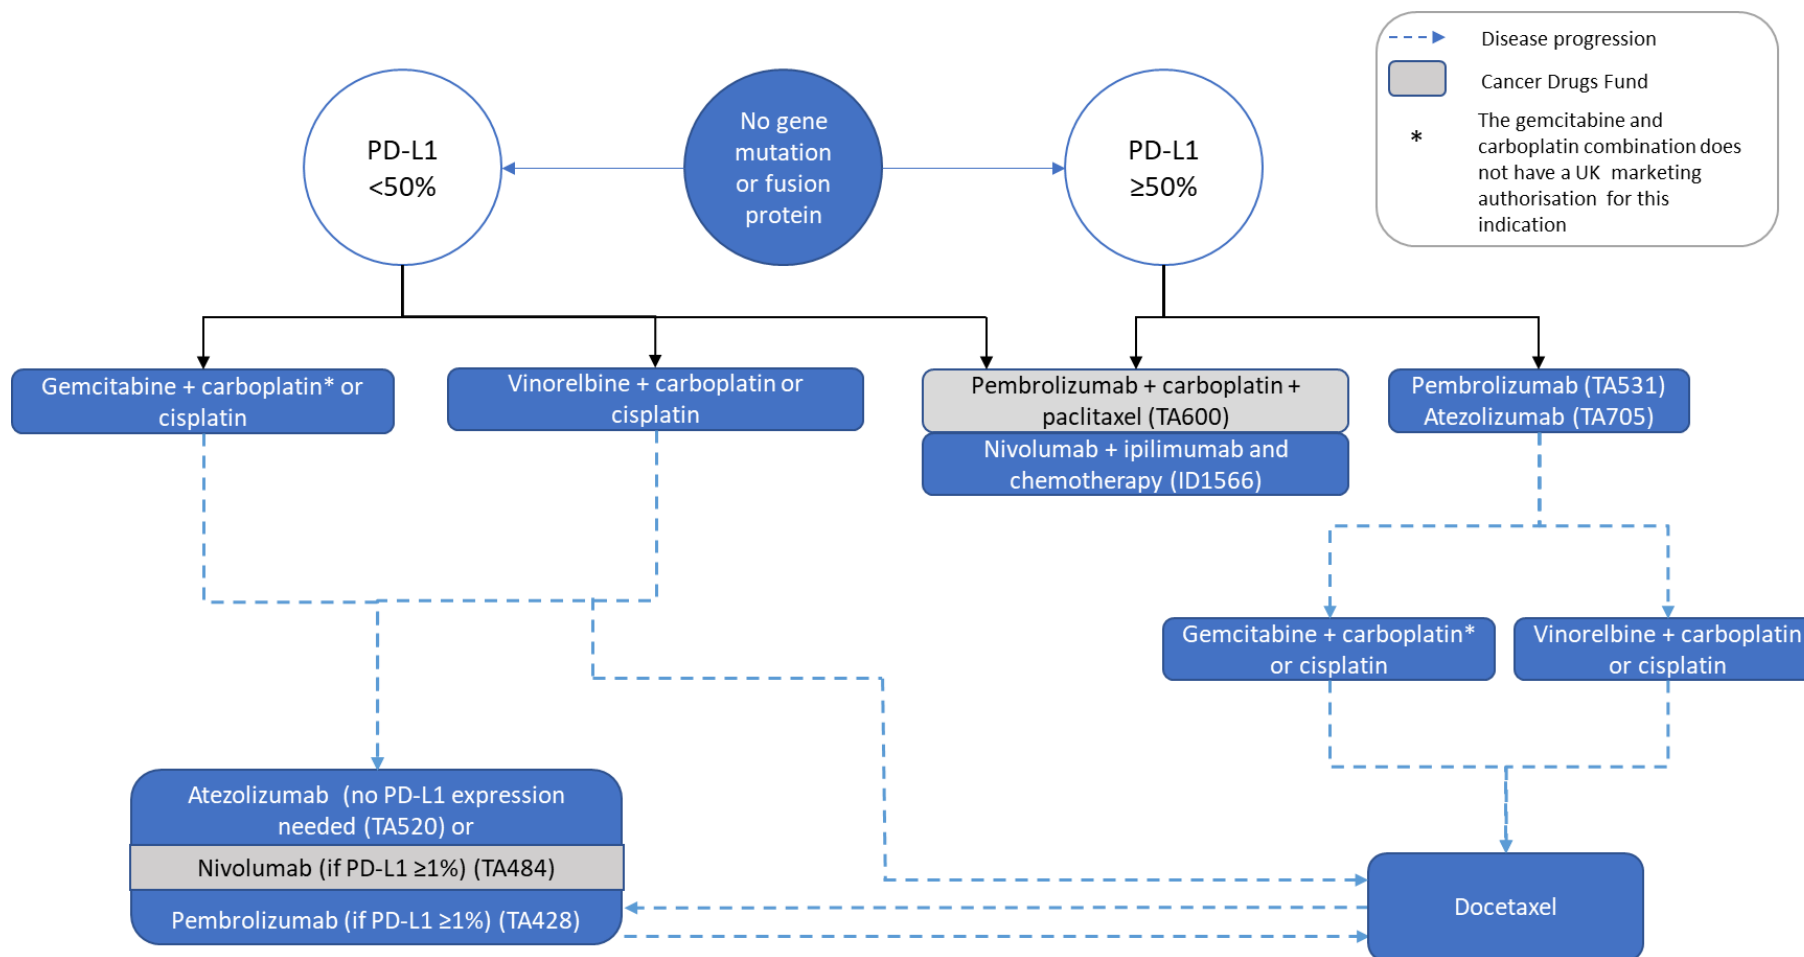 Disease progression
Cancer Drugs Fund
*
The gemcitabine and
carboplatin combination does
not have a UK marketing
authorisation for this
indication
PD-L1
<50%
No gene
mutation
or fusion
protein
PD-L1
≥50%
Gemcitabine + carboplatin* or
cisplatin
Vinorelbine + carboplatin or
cisplatin
Pembrolizumab + carboplatin +
paclitaxel (TA600)
Nivolumab + ipilimumab and
chemotherapy (ID1566)
Pembrolizumab (TA531)
Atezolizumab (TA705)
Gemcitabine + carboplatin*
or cisplatin
Vinorelbine + carboplatin
or cisplatin
Atezolizumab (no PD-L1 expression
needed (TA520) or
Nivolumab (if PD-L1 ≥1%) (TA484)
Pembrolizumab (if PD-L1 ≥1%) (TA428)
Docetaxel